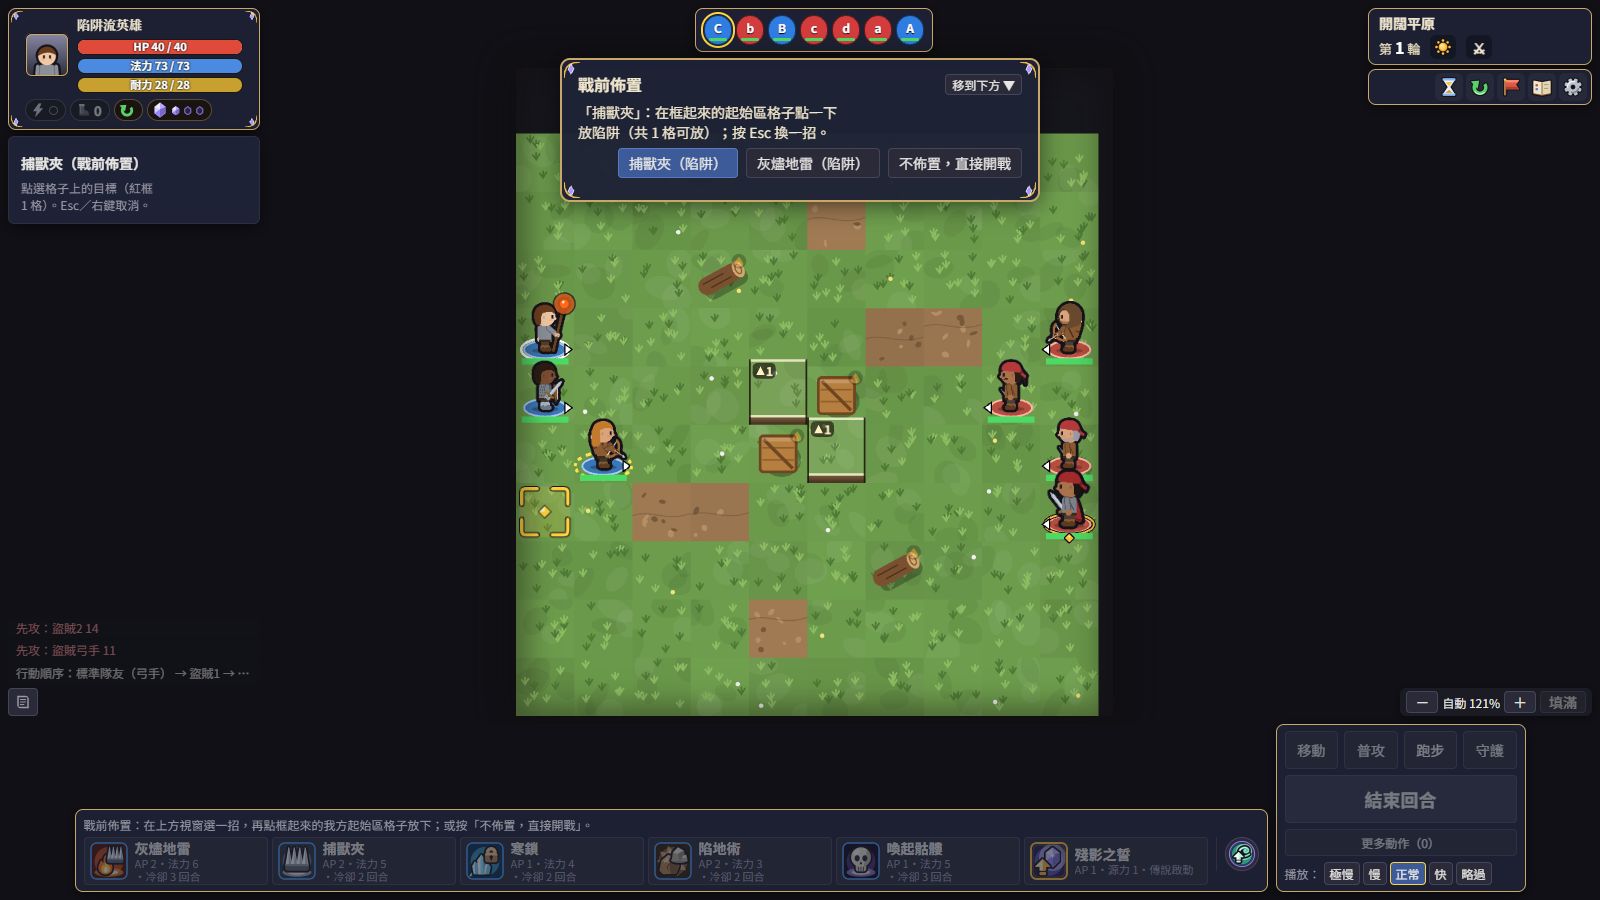 陷阱流英雄
HP 40 / 40
法力 73 / 73
耐力 28 / 28
0
捕獸夾（戰前佈置）
點選格子上的目標（紅框
1 格）。Esc／右鍵取消。
C b B c d a A
戰前佈置
移到下方▼
「捕獸夾」：在框起來的起始區格子點一下
放陷阱（共 1 格可放）；按 Esc 換一招。
捕獸夾（陷阱）
灰燼地雷（陷阱）
不佈置，直接開戰
開闊平原
第 1 輪
▲1
▲1
先攻：盜賊2 14
先攻：盜賊弓手 11
行動順序：標準隊友（弓手） → 盜賊1 → ⋯
− 自動 121% + 填滿
移動 普攻 跑步 守護
結束回合
更多動作（0）
播放： 極慢 慢 正常 快 略過
戰前佈置：在上方視窗選一招，再點框起來的我方起始區格子放下；或按「不佈置，直接開戰」。
灰燼地雷
AP 2・法力 6
・冷卻 3 回合
捕獸夾
AP 2・法力 5
・冷卻 2 回合
寒鎖
AP 1・法力 4
・冷卻 2 回合
陷地術
AP 2・法力 3
・冷卻 2 回合
喚起骷髏
AP 1・法力 5
・冷卻 3 回合
殘影之誓
AP 1・源力 1・傳說啟動